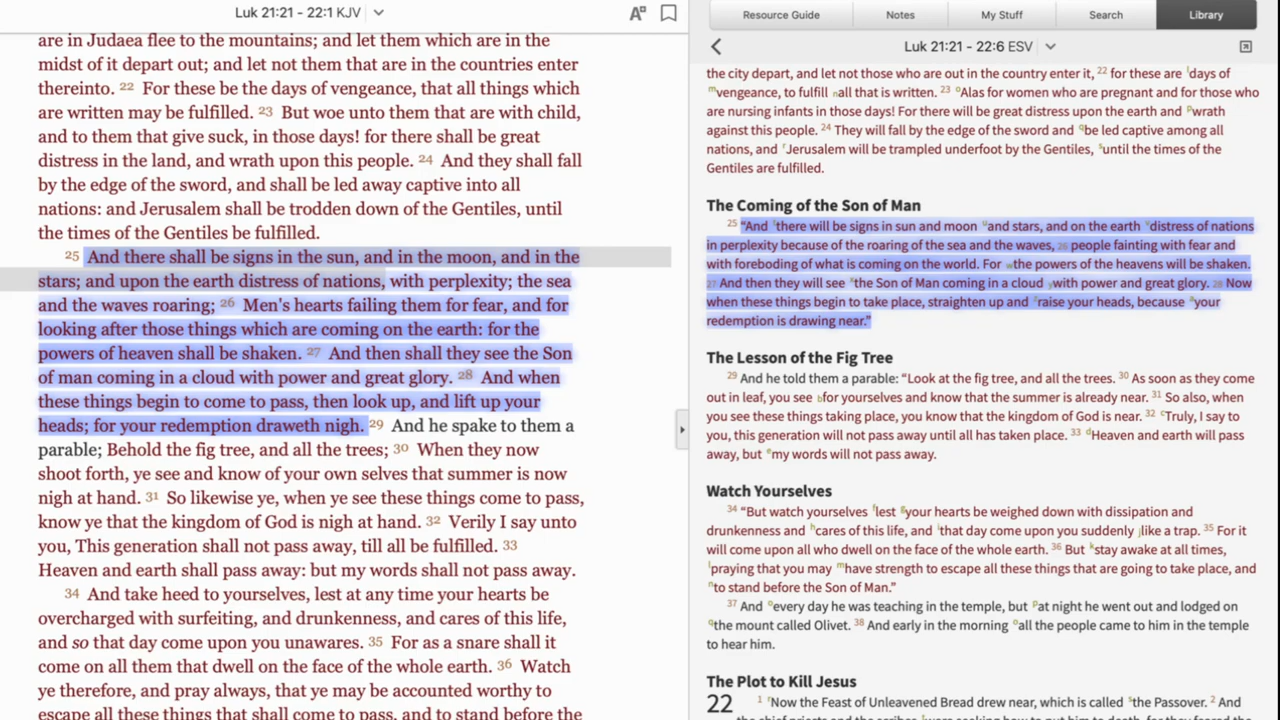 Luk 21:21 - 22:1 KJV
are in Judaea flee to the mountains; and let them which are in the
midst of it depart out; and let not them that are in the countries enter
thereinto. 22 For these be the days of vengeance, that all things which
are written may be fulfilled. 23 But woe unto them that are with child,
and to them that give suck, in those days! for there shall be great
distress in the land, and wrath upon this people. 24 And they shall fall
by the edge of the sword, and shall be led away captive into all
nations: and Jerusalem shall be trodden down of the Gentiles, until
the times of the Gentiles be fulfilled.
25 And there shall be signs in the sun, and in the moon, and in the
stars; and upon the earth distress of nations, with perplexity; the sea
and the waves roaring; 26 Men's hearts failing them for fear, and for
looking after those things which are coming on the earth: for the
powers of heaven shall be shaken. 27 And then shall they see the Son
of man coming in a cloud with power and great glory. 28 And when
these things begin to come to pass, then look up, and lift up your
heads; for your redemption draweth nigh. 29 And he spake to them a
parable; Behold the fig tree, and all the trees; 30 When they now
shoot forth, ye see and know of your own selves that summer is now
nigh at hand. 31 So likewise ye, when ye see these things come to pass,
know ye that the kingdom of God is nigh at hand. 32 Verily I say unto
you, This generation shall not pass away, till all be fulfilled. 33
Heaven and earth shall pass away: but my words shall not pass away.
34 And take heed to yourselves, lest at any time your hearts be
overcharged with surfeiting, and drunkenness, and cares of this life,
and so that day come upon you unawares. 35 For as a snare shall it
come on all them that dwell on the face of the whole earth. 36 Watch
ye therefore, and pray always, that ye may be accounted worthy to
escape all these things that shall come to pass, and to stand before the
Resource Guide Notes My Stuff Search Library
Luk 21:21 - 22:6 ESV
the city depart, and let not those who are out in the country enter it, 22 for these are l days of
m vengeance, to fulfill n all that is written. 23 o Alas for women who are pregnant and for those who
are nursing infants in those days! For there will be great distress upon the earth and p wrath
against this people. 24 They will fall by the edge of the sword and q be led captive among all
nations, and r Jerusalem will be trampled underfoot by the Gentiles, s until the times of the
Gentiles are fulfilled.
The Coming of the Son of Man
25 “And t there will be signs in sun and moon u and stars, and on the earth v distress of nations
in perplexity because of the roaring of the sea and the waves, 26 people fainting with fear and
with foreboding of what is coming on the world. For w the powers of the heavens will be shaken.
27 And then they will see x the Son of Man coming in a cloud y with power and great glory. 28 Now
when these things begin to take place, straighten up and z raise your heads, because a your
redemption is drawing near.”
The Lesson of the Fig Tree
29 And he told them a parable: “Look at the fig tree, and all the trees. 30 As soon as they come
out in leaf, you see b for yourselves and know that the summer is already near. 31 So also, when
you see these things taking place, you know that the kingdom of God is near. 32 c Truly, I say to
you, this generation will not pass away until all has taken place. 33 d Heaven and earth will pass
away, but e my words will not pass away.
Watch Yourselves
34 “But watch yourselves f lest g your hearts be weighed down with dissipation and
drunkenness and h cares of this life, and i that day come upon you suddenly j like a trap. 35 For it
will come upon all who dwell on the face of the whole earth. 36 But k stay awake at all times,
l praying that you may m have strength to escape all these things that are going to take place, and
n to stand before the Son of Man.”
37 And o every day he was teaching in the temple, but p at night he went out and lodged on
q the mount called Olivet. 38 And early in the morning o all the people came to him in the temple
to hear him.
The Plot to Kill Jesus
22 1 r Now the Feast of Unleavened Bread drew near, which is called s the Passover. 2 And
the chief priests and the scribes were seeking how to put him to death, for they feared the